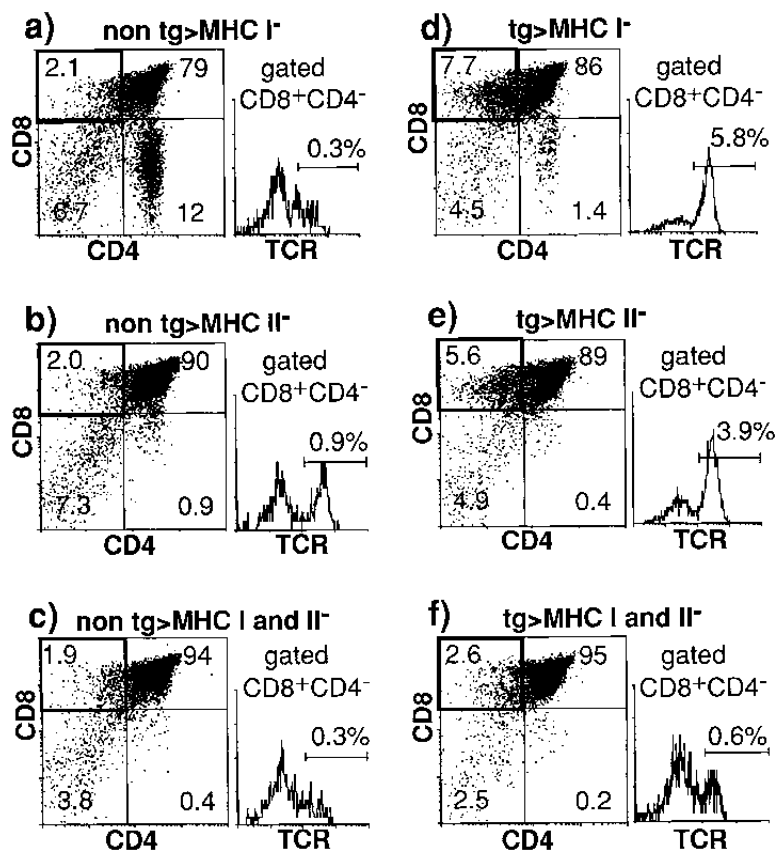 a) non tg>MHC I-
2.1 79
6.7 12
CD8
CD4
gated
CD8+CD4-
0.3%
TCR
d) tg>MHC I-
7.7 86
4.5 1.4
CD8
CD4
gated
CD8+CD4-
5.8%
TCR
b) non tg>MHC II-
2.0 90
7.3 0.9
CD8
CD4
gated
CD8+CD4-
0.9%
TCR
e) tg>MHC II-
5.6 89
4.9 0.4
CD8
CD4
gated
CD8+CD4-
3.9%
TCR
c) non tg>MHC I and II-
1.9 94
3.8 0.4
CD8
CD4
gated
CD8+CD4-
0.3%
TCR
f) tg>MHC I and II-
2.6 95
2.5 0.2
CD8
CD4
gated
CD8+CD4-
0.6%
TCR